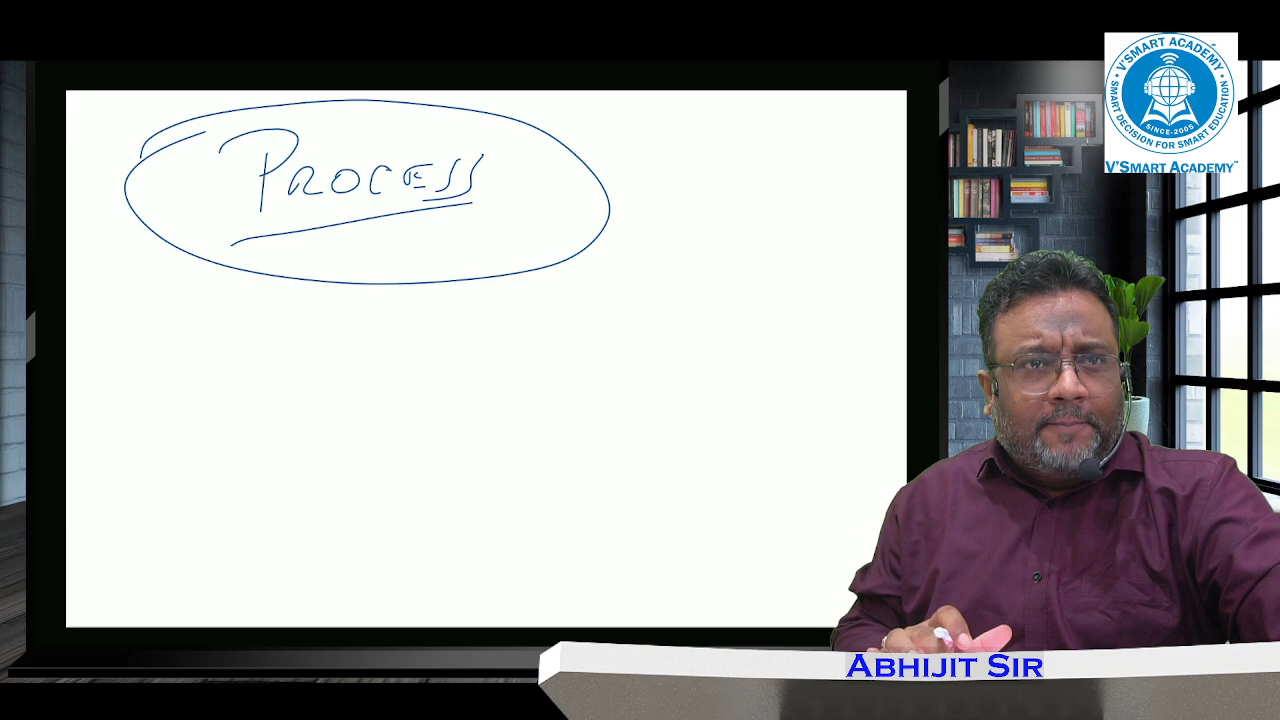 PROCESS
V'SMART ACADEMY
SMART DECISION FOR SMART EDUCATION
SINCE-2005
V'SMART ACADEMY™
ABHIJIT SIR